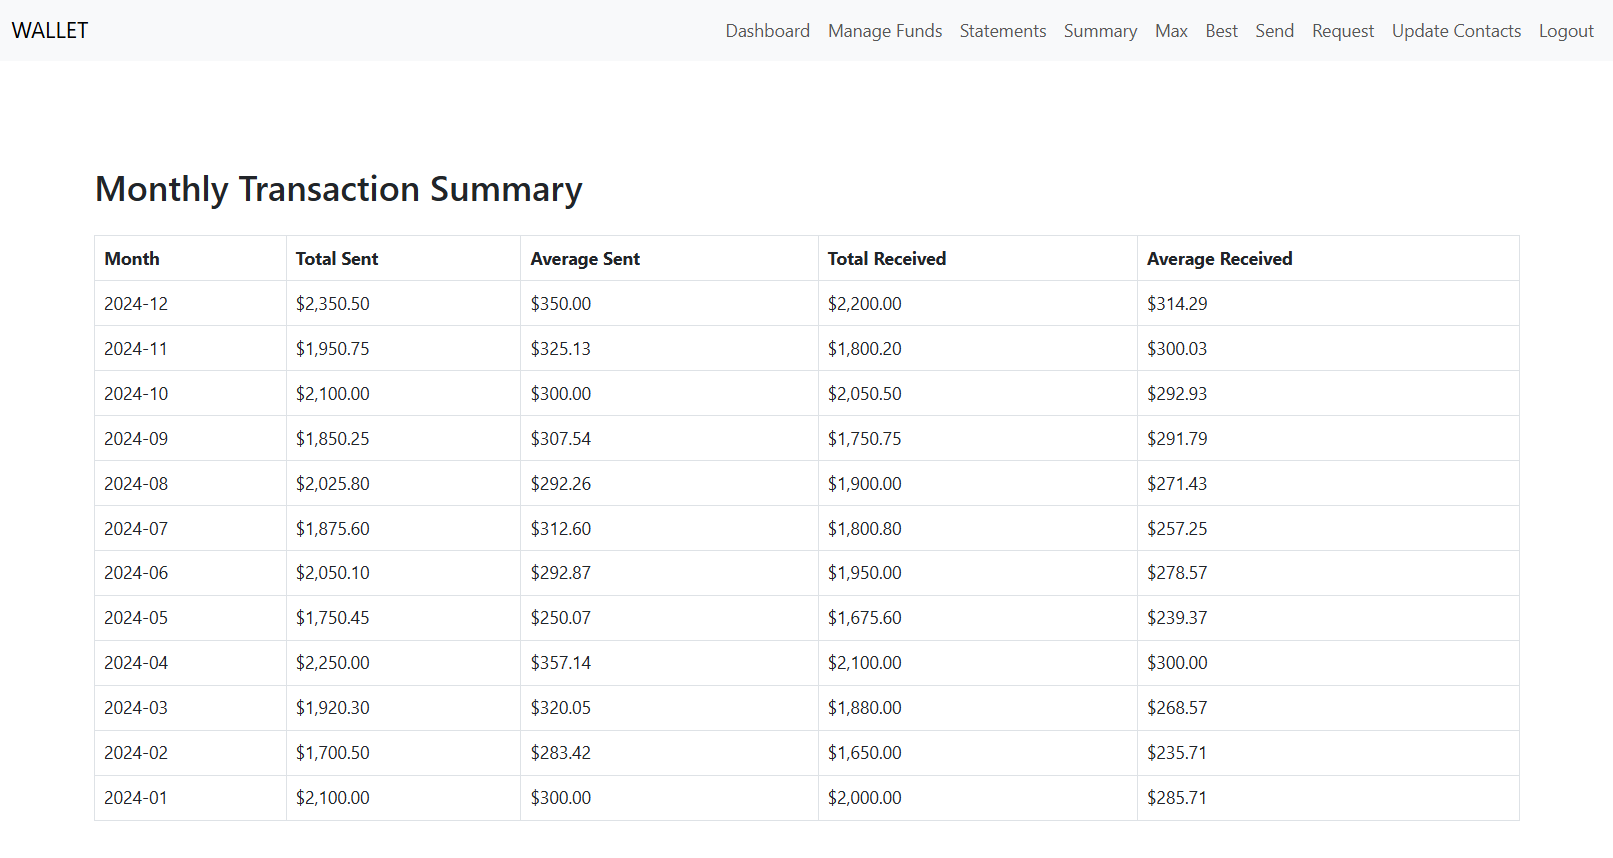 WALLET Dashboard Manage Funds Statements Summary Max Best Send Request Update Contacts Logout
Monthly Transaction Summary
Month Total Sent Average Sent Total Received Average Received
2024-12 $2,350.50 $350.00 $2,200.00 $314.29
2024-11 $1,950.75 $325.13 $1,800.20 $300.03
2024-10 $2,100.00 $300.00 $2,050.50 $292.93
2024-09 $1,850.25 $307.54 $1,750.75 $291.79
2024-08 $2,025.80 $292.26 $1,900.00 $271.43
2024-07 $1,875.60 $312.60 $1,800.80 $257.25
2024-06 $2,050.10 $292.87 $1,950.00 $278.57
2024-05 $1,750.45 $250.07 $1,675.60 $239.37
2024-04 $2,250.00 $357.14 $2,100.00 $300.00
2024-03 $1,920.30 $320.05 $1,880.00 $268.57
2024-02 $1,700.50 $283.42 $1,650.00 $235.71
2024-01 $2,100.00 $300.00 $2,000.00 $285.71